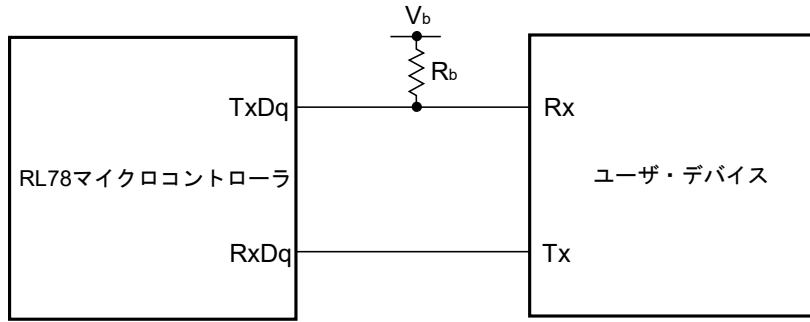 Vb
Rb
TxDq
Rx
RL78マイクロコントローラ
ユーザ・デバイス
RxDq
Tx